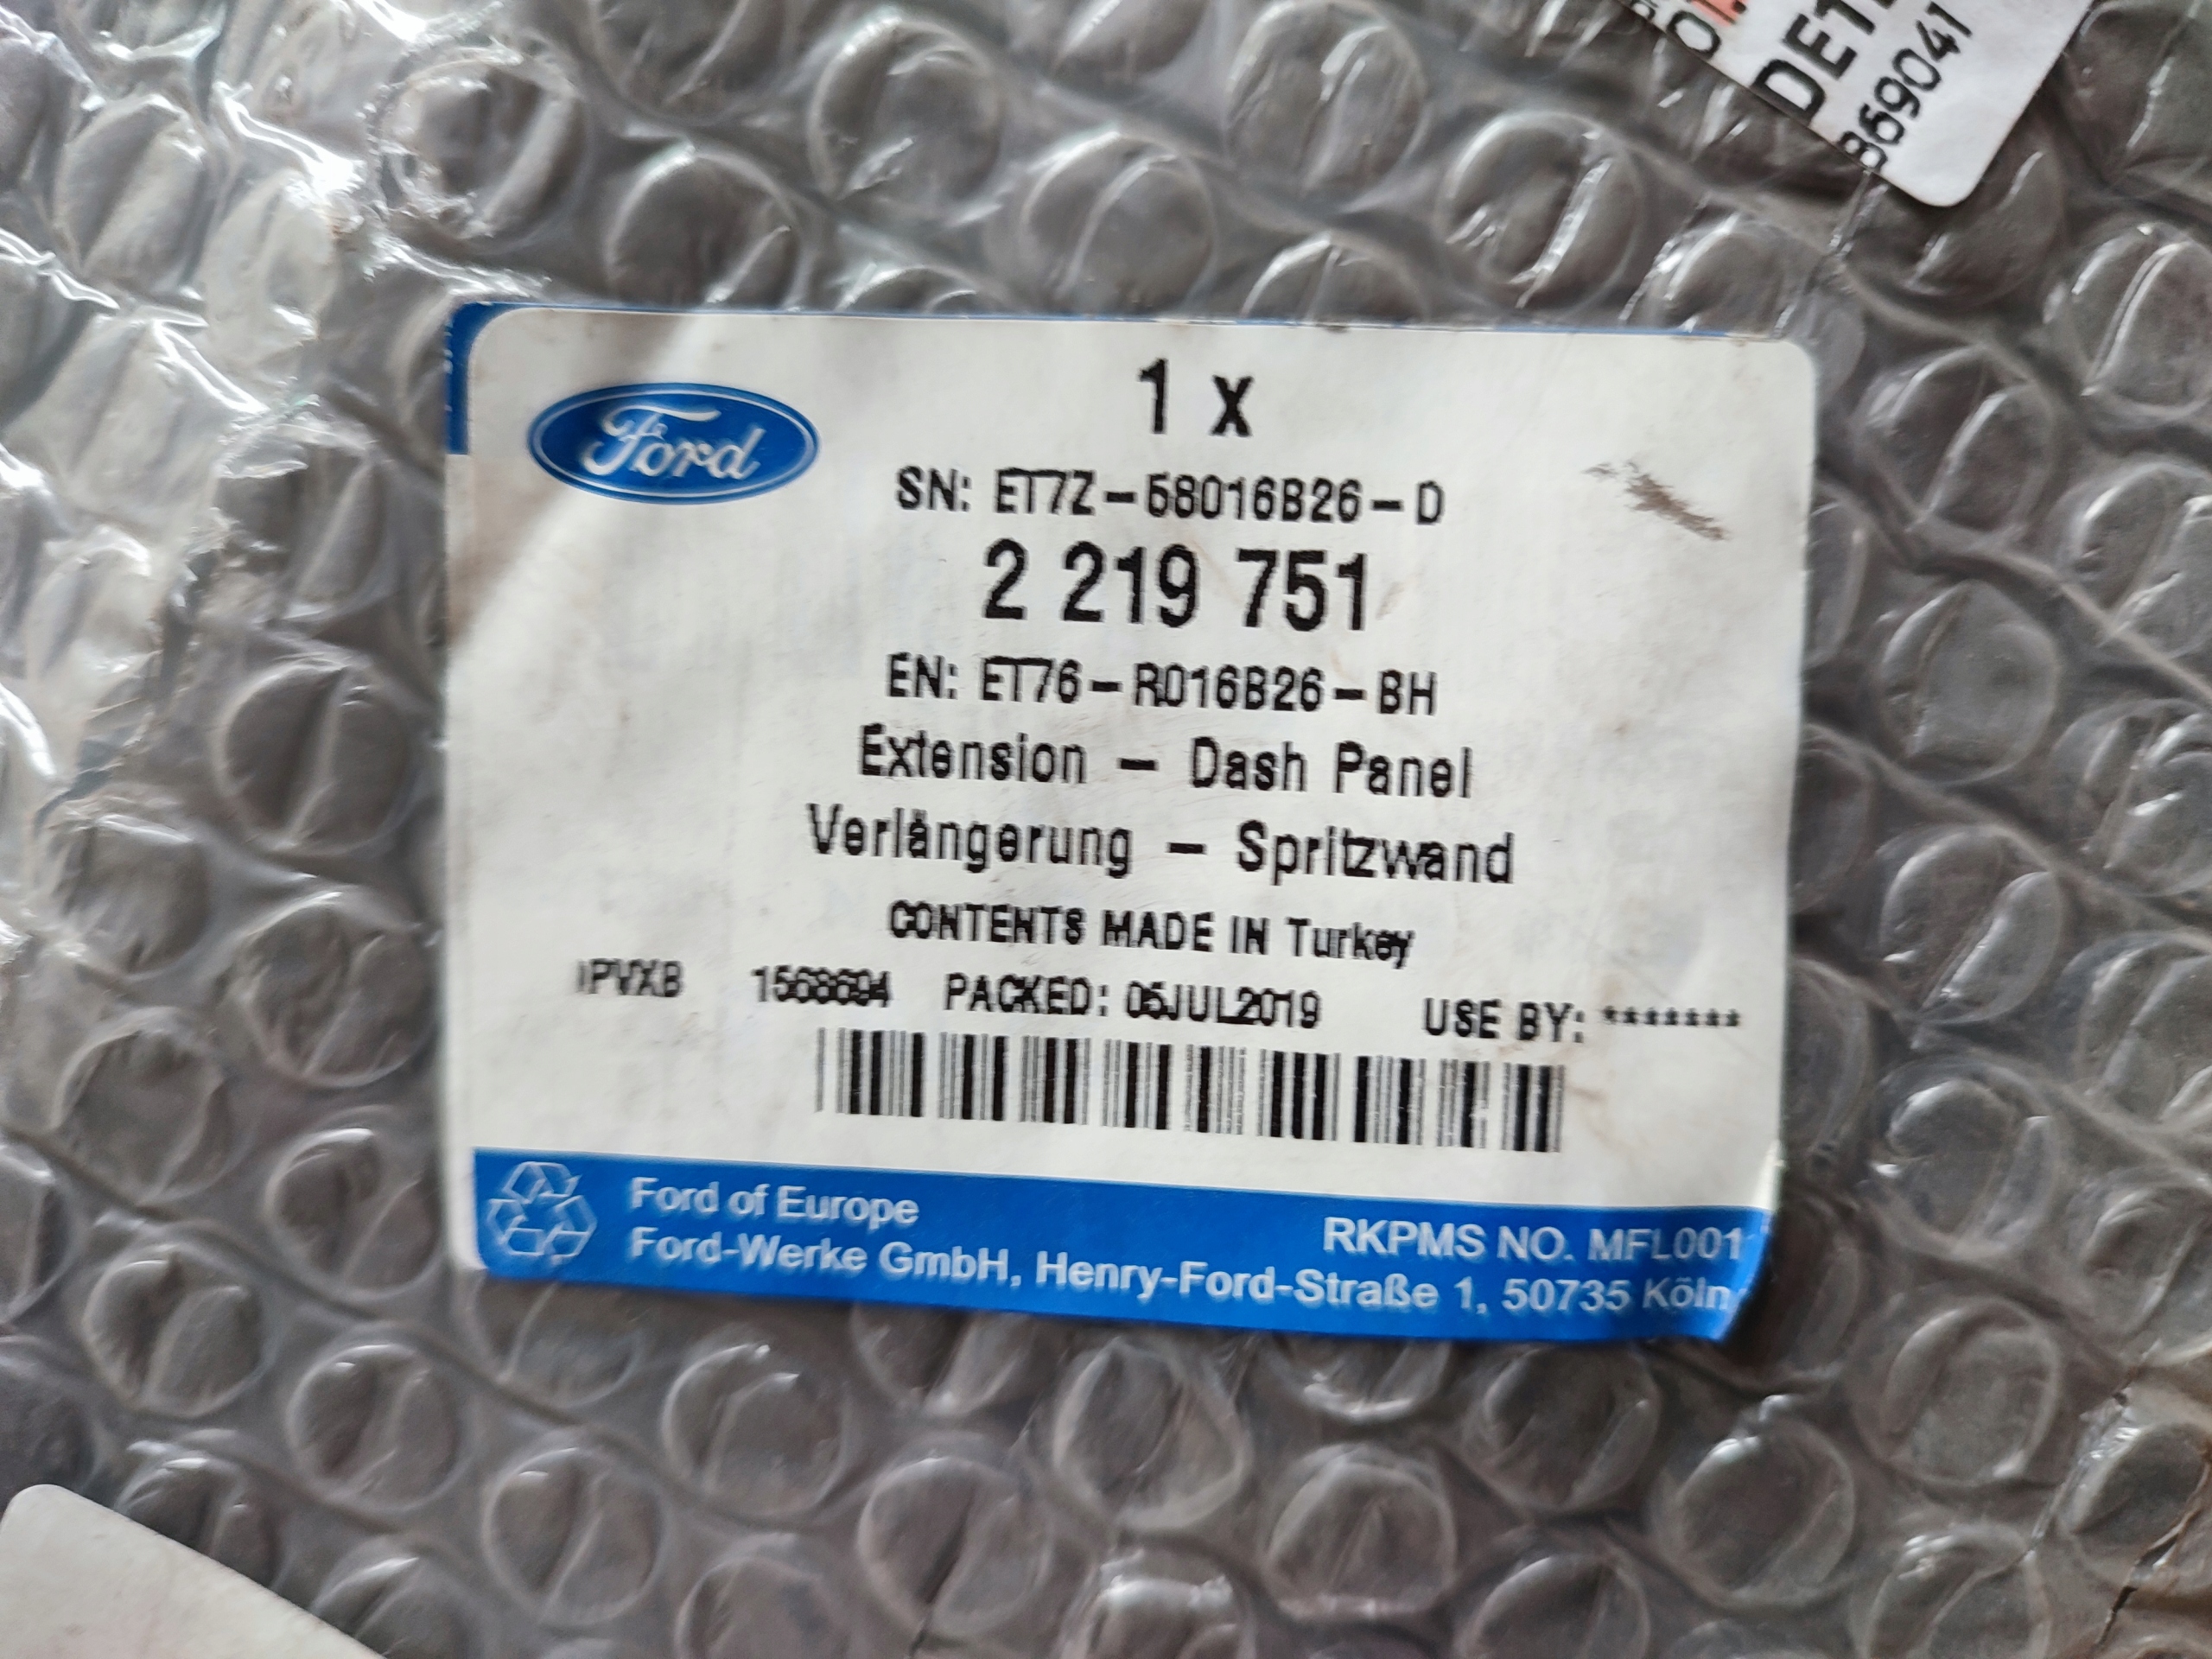 DE1
869041
Ford
1 x
SN: ET7Z-58016B26-D
2 219 751
EN: ET76-R016B26-BH
Extension - Dash Panel
Verlängerung - Spritzwand
CONTENTS MADE IN Turkey
IPVXB 1568694 PACKED: 05JUL2019 USE BY: *******
Ford of Europe
RKPMS NO. MFL001
Ford-Werke GmbH, Henry-Ford-Straße 1, 50735 Köln